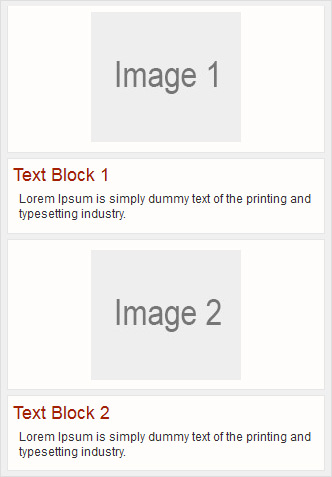 Image 1
Text Block 1
Lorem Ipsum is simply dummy text of the printing and
typesetting industry.
Image 2
Text Block 2
Lorem Ipsum is simply dummy text of the printing and
typesetting industry.